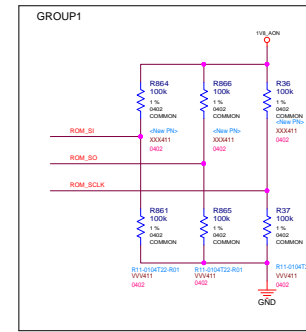 GROUP1
1V8_AON
R864
100k
1 %
0402
COMMON
<New PN>
XXX411
0402
R866
100k
1 %
0402
COMMON
<New PN>
XXX411
0402
R36
100k
1 %
0402
COMMON
<New PN>
XXX411
0402
ROM_SI
ROM_SO
ROM_SCLK
R861
100k
1 %
0402
COMMON
R11-0104T22-R01
VVV411
0402
R865
100k
1 %
0402
COMMON
R11-0104T22-R01
VVV411
0402
R37
100k
1 %
0402
COMMON
R11-0104T2
VVV411
0402
GND